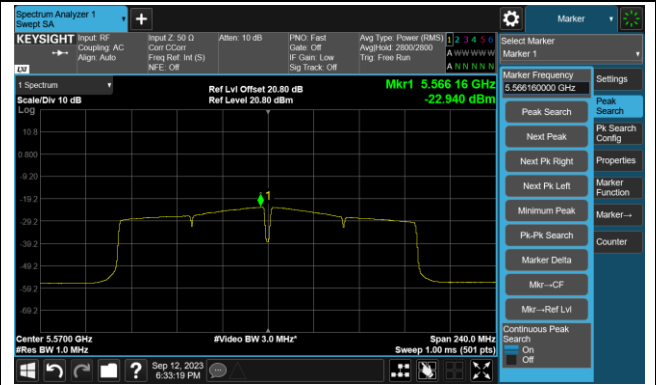 Spectrum Analyzer 1
Swept SA
Marker
KEYSIGHT
Input: RF
Coupling: AC
Align: Auto
Input Z: 50 Ω
Corr CCorr
Freq Ref: Int (S)
NFE: Off
Atten: 10 dB
PNO: Fast
Gate: Off
IF Gain: Low
Sig Track: Off
Avg Type: Power (RMS)
Avg|Hold: 2800/2800
Trig: Free Run
1 2 3 4 5 6
A W W W W W
A N N N N N
LXI
Select Marker
Marker 1
1 Spectrum
Scale/Div 10 dB
Log
Ref Lvl Offset 20.80 dB
Ref Level 20.80 dBm
Mkr1 5.566 16 GHz
-22.940 dBm
10.8
0.800
-9.20
-19.2
-29.2
-39.2
-49.2
-59.2
-69.2
1
Center 5.5700 GHz
#Res BW 1.0 MHz
#Video BW 3.0 MHz*
Span 240.0 MHz
Sweep 1.00 ms (501 pts)
Marker Frequency
5.566160000 GHz
Peak Search
Next Peak
Next Pk Right
Next Pk Left
Minimum Peak
Pk-Pk Search
Marker Delta
Mkr→CF
Mkr→Ref Lvl
Continuous Peak
Search
On
Off
Settings
Peak
Search
Pk Search
Config
Properties
Marker
Function
Marker→
Counter
Sep 12, 2023
6:33:19 PM